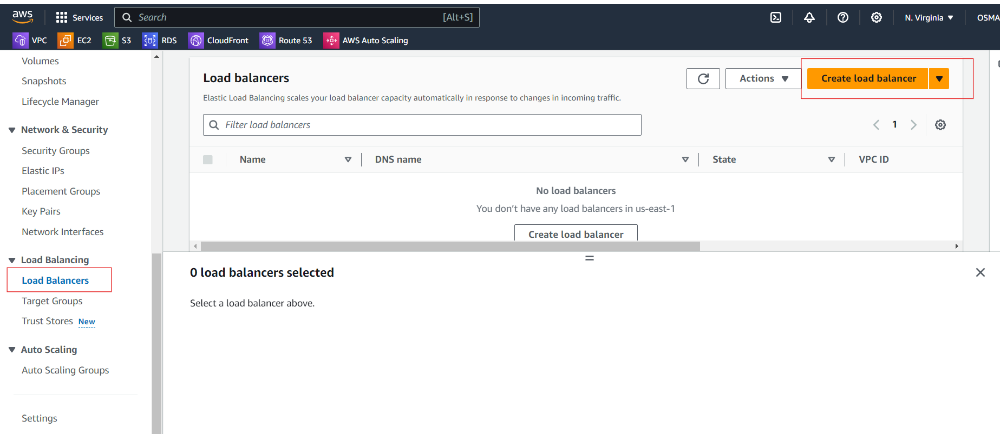 aws Services Search [Alt+S] N. Virginia OSMA
VPC EC2 S3 RDS CloudFront Route 53 AWS Auto Scaling
Volumes
Snapshots
Lifecycle Manager
Network & Security
Security Groups
Elastic IPs
Placement Groups
Key Pairs
Network Interfaces
Load Balancing
Load Balancers
Target Groups
Trust Stores New
Auto Scaling
Auto Scaling Groups
Settings
Load balancers
Actions Create load balancer
Elastic Load Balancing scales your load balancer capacity automatically in response to changes in incoming traffic.
Filter load balancers 1
Name DNS name State VPC ID
No load balancers
You don’t have any load balancers in us-east-1
Create load balancer
0 load balancers selected
Select a load balancer above.